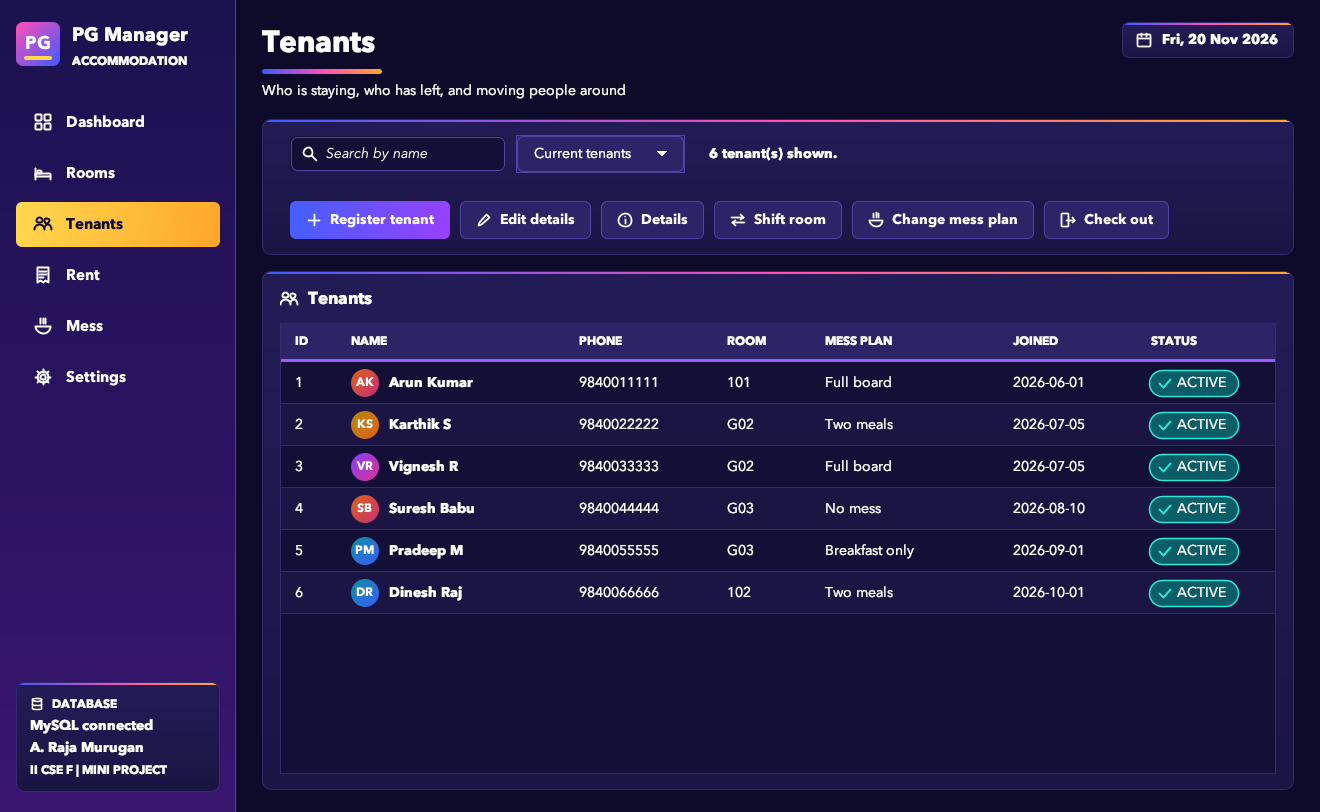 PG
PG Manager
ACCOMMODATION
Dashboard
Rooms
Tenants
Rent
Mess
Settings
DATABASE
MySQL connected
A. Raja Murugan
II CSE F | MINI PROJECT
Tenants
Who is staying, who has left, and moving people around
Fri, 20 Nov 2026
Search by name
Current tenants
6 tenant(s) shown.
Register tenant
Edit details
Details
Shift room
Change mess plan
Check out
Tenants
ID NAME PHONE ROOM MESS PLAN JOINED STATUS
1 AK Arun Kumar 9840011111 101 Full board 2026-06-01 ACTIVE
2 KS Karthik S 9840022222 G02 Two meals 2026-07-05 ACTIVE
3 VR Vignesh R 9840033333 G02 Full board 2026-07-05 ACTIVE
4 SB Suresh Babu 9840044444 G03 No mess 2026-08-10 ACTIVE
5 PM Pradeep M 9840055555 G03 Breakfast only 2026-09-01 ACTIVE
6 DR Dinesh Raj 9840066666 102 Two meals 2026-10-01 ACTIVE